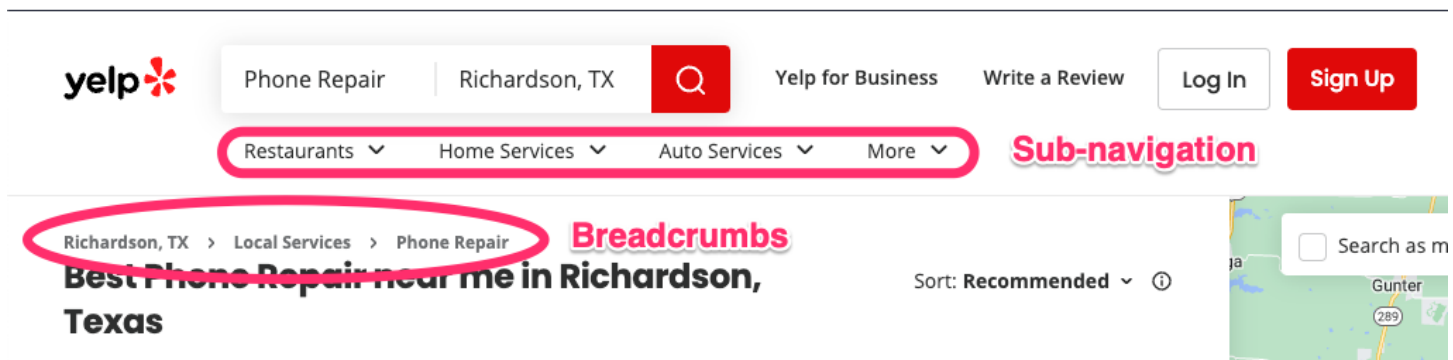 yelp
Phone Repair Richardson, TX Yelp for Business Write a Review Log In Sign Up
Restaurants Home Services Auto Services More Sub-navigation
Richardson, TX > Local Services > Phone Repair Breadcrumbs
Best Phone Repair near me in Richardson,
Texas
Sort: Recommended
Search as m
ga
Gunter
289